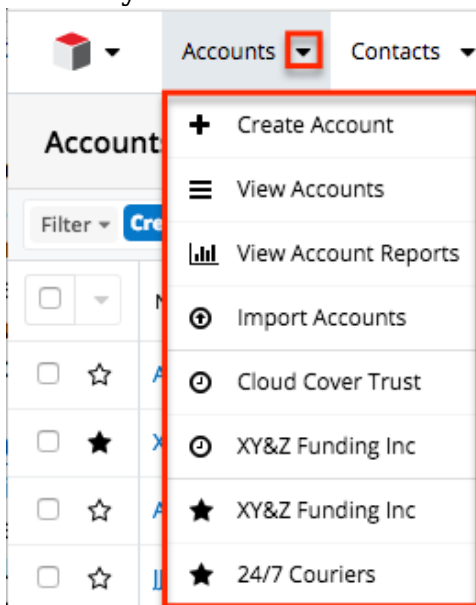 Accounts Contacts
Account
Create Account
View Accounts
Filter Cre
View Account Reports
Import Accounts
Cloud Cover Trust
XY&Z Funding Inc
XY&Z Funding Inc
24/7 Couriers